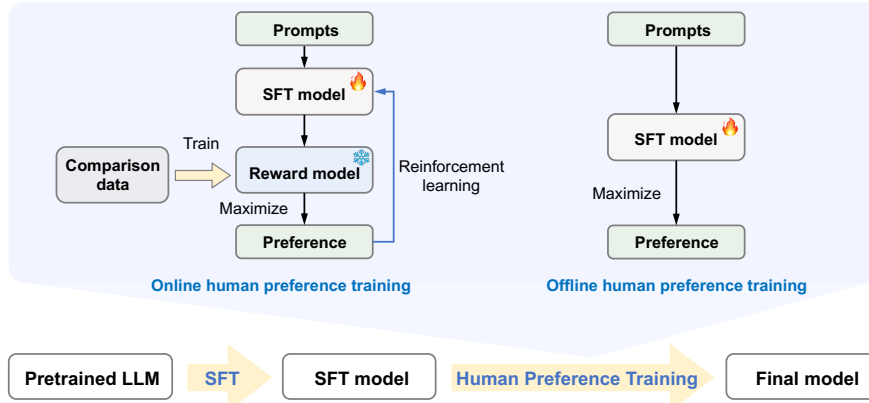 Prompts
SFT model
Train
Comparison
data
Reward model
Reinforcement
learning
Maximize
Preference
Online human preference training
Prompts
SFT model
Maximize
Preference
Offline human preference training
Pretrained LLM
SFT
SFT model
Human Preference Training
Final model